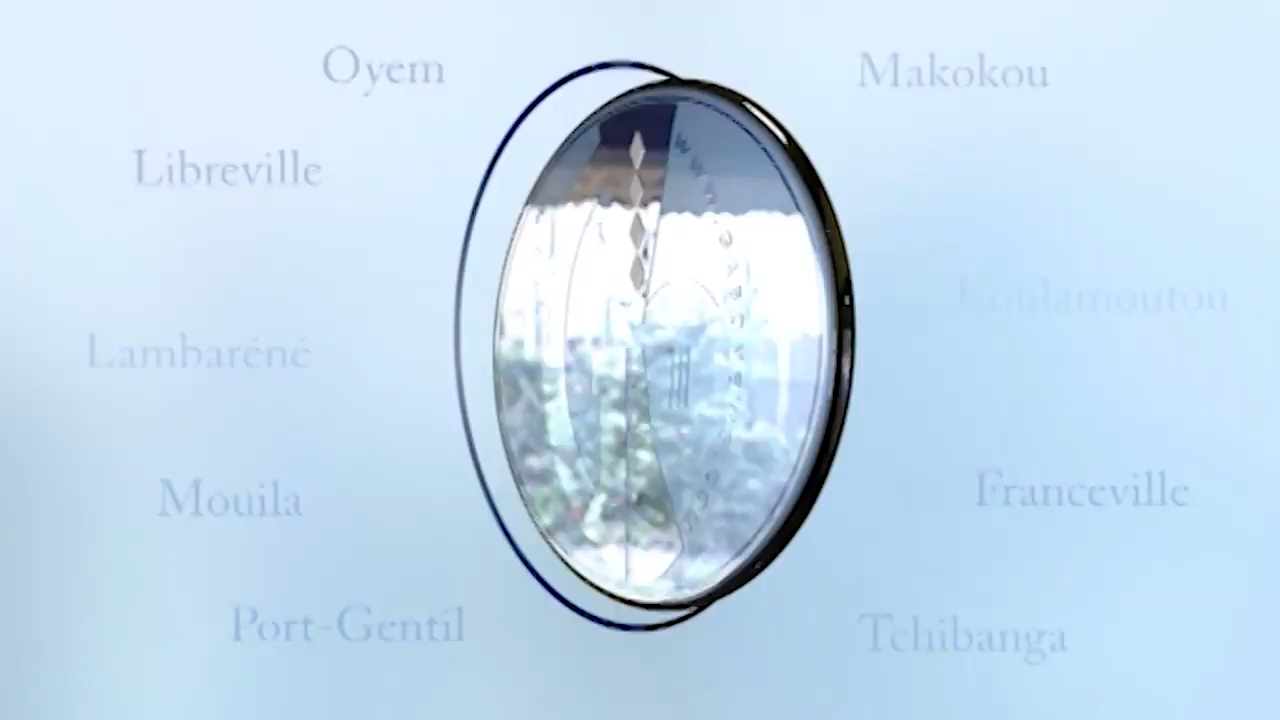 Oyem
Makokou
Libreville
Koulamoutou
Lambaréné
Franceville
Mouila
Port-Gentil
Tchibanga